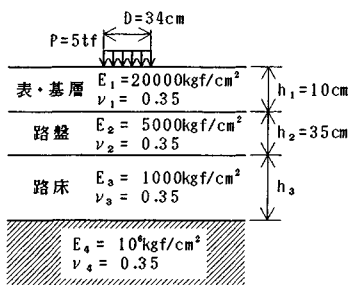 D=34cm
P=5tf
表・基層 E₁=20000kgf/cm² h₁=10cm
ν₁= 0.35
路盤 E₂= 5000kgf/cm² h₂=35cm
ν₂= 0.35
路床 E₃= 1000kgf/cm² h₃
ν₃= 0.35
E₄= 10⁶kgf/cm²
ν₄= 0.35